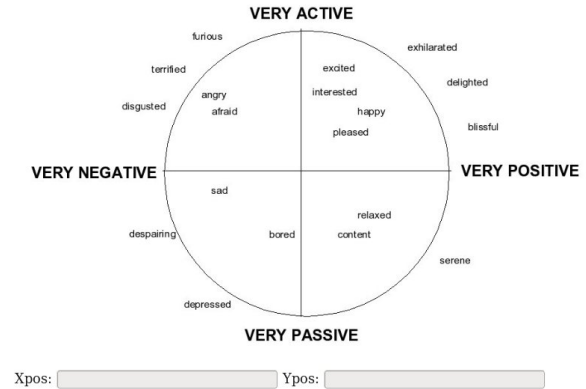 VERY ACTIVE
furious
exhilarated
terrified
excited
delighted
angry
interested
disgusted
afraid
happy
blissful
pleased
VERY NEGATIVE
VERY POSITIVE
sad
relaxed
despairing
bored
content
serene
depressed
VERY PASSIVE
Xpos:
Ypos: